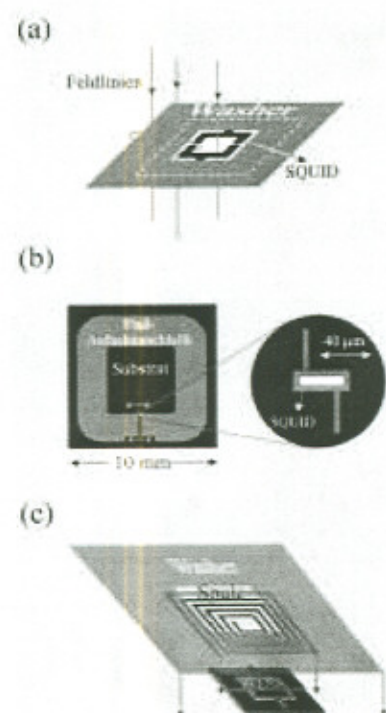 (a)
Feldlinien
Washer
SQUID
(b)
Substrat
40 µm
SQUID
10 mm
(c)
Washer
Spule